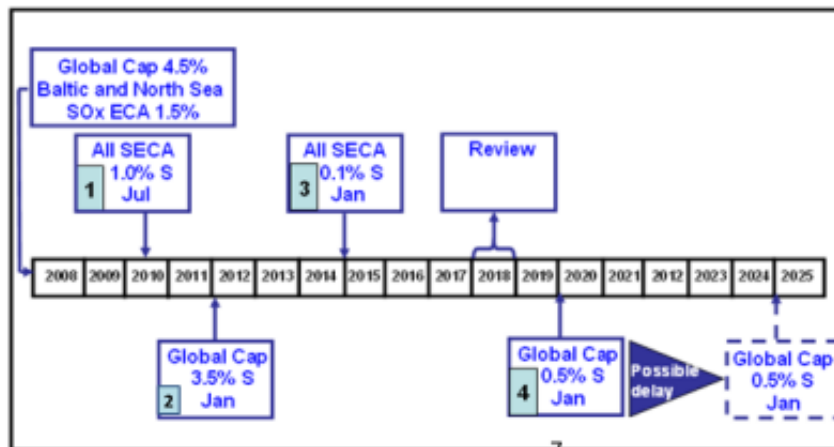 Global Cap 4.5%
Baltic and North Sea
SOx ECA 1.5%
All SECA
1.0% S
Jul
1
All SECA
0.1% S
Jan
3
Review
2008 2009 2010 2011 2012 2013 2014 2015 2016 2017 2018 2019 2020 2021 2012 2023 2024 2025
Global Cap
3.5% S
Jan
2
Global Cap
0.5% S
Jan
4
Possible
delay
Global Cap
0.5% S
Jan